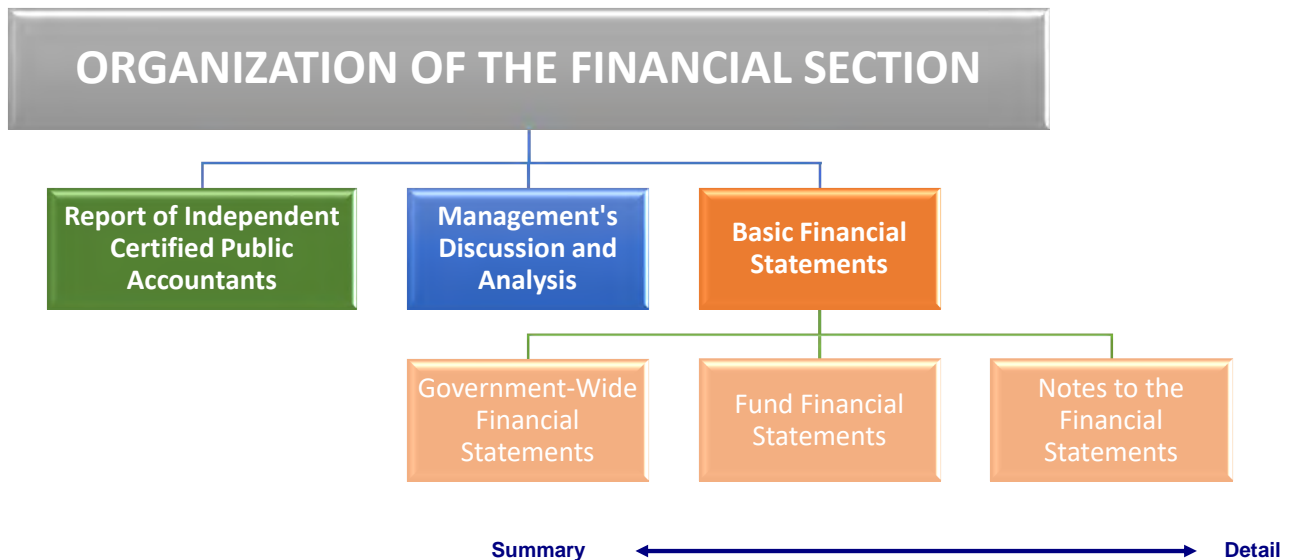 ORGANIZATION OF THE FINANCIAL SECTION
Report of Independent
Certified Public
Accountants
Management's
Discussion and
Analysis
Basic Financial
Statements
Government-Wide
Financial
Statements
Fund Financial
Statements
Notes to the
Financial
Statements
Summary
Detail